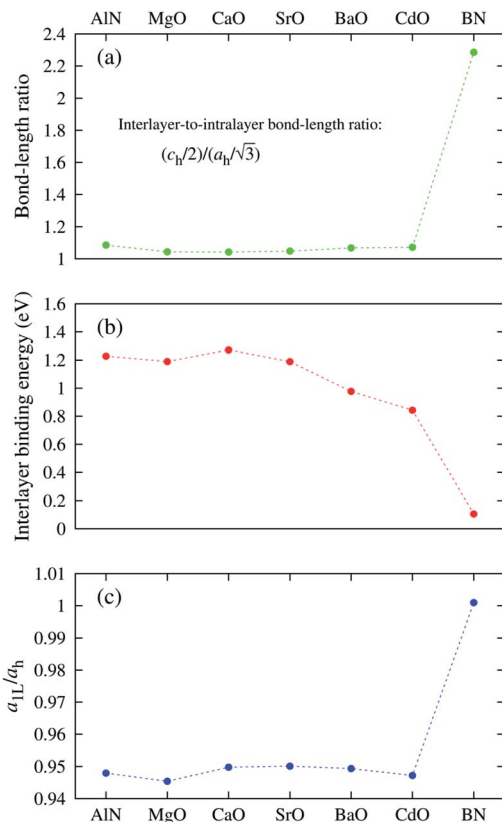 AlN MgO CaO SrO BaO CdO BN
2.4
2.2
2
1.8
1.6
1.4
1.2
1
Bond-length ratio
(a)
Interlayer-to-intralayer bond-length ratio:
(c_h/2)/(a_h/√3)
1.6
1.4
1.2
1
0.8
0.6
0.4
0.2
0
Interlayer binding energy (eV)
(b)
1.01
1
0.99
0.98
0.97
0.96
0.95
0.94
a_1L/a_h
(c)
AlN MgO CaO SrO BaO CdO BN